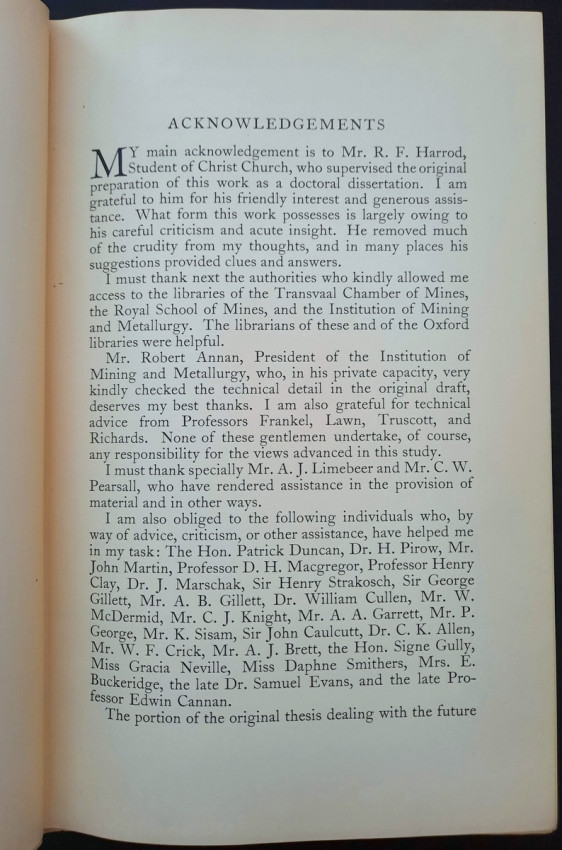 ACKNOWLEDGEMENTS
MY main acknowledgement is to Mr. R. F. Harrod,
Student of Christ Church, who supervised the original
preparation of this work as a doctoral dissertation. I am
grateful to him for his friendly interest and generous assis-
tance. What form this work possesses is largely owing to
his careful criticism and acute insight. He removed much
of the crudity from my thoughts, and in many places his
suggestions provided clues and answers.
I must thank next the authorities who kindly allowed me
access to the libraries of the Transvaal Chamber of Mines,
the Royal School of Mines, and the Institution of Mining
and Metallurgy. The librarians of these and of the Oxford
libraries were helpful.
Mr. Robert Annan, President of the Institution of
Mining and Metallurgy, who, in his private capacity, very
kindly checked the technical detail in the original draft,
deserves my best thanks. I am also grateful for technical
advice from Professors Frankel, Lawn, Truscott, and
Richards. None of these gentlemen undertake, of course,
any responsibility for the views advanced in this study.
I must thank specially Mr. A. J. Limebeer and Mr. C. W.
Pearsall, who have rendered assistance in the provision of
material and in other ways.
I am also obliged to the following individuals who, by
way of advice, criticism, or other assistance, have helped me
in my task: The Hon. Patrick Duncan, Dr. H. Pirow, Mr.
John Martin, Professor D. H. Macgregor, Professor Henry
Clay, Dr. J. Marschak, Sir Henry Strakosch, Sir George
Gillett, Mr. A. B. Gillett, Dr. William Cullen, Mr. W.
McDermid, Mr. C. J. Knight, Mr. A. A. Garrett, Mr. P.
George, Mr. K. Sisam, Sir John Caulcutt, Dr. C. K. Allen,
Mr. W. F. Crick, Mr. A. J. Brett, the Hon. Signe Gully,
Miss Gracia Neville, Miss Daphne Smithers, Mrs. E.
Buckeridge, the late Dr. Samuel Evans, and the late Pro-
fessor Edwin Cannan.
The portion of the original thesis dealing with the future